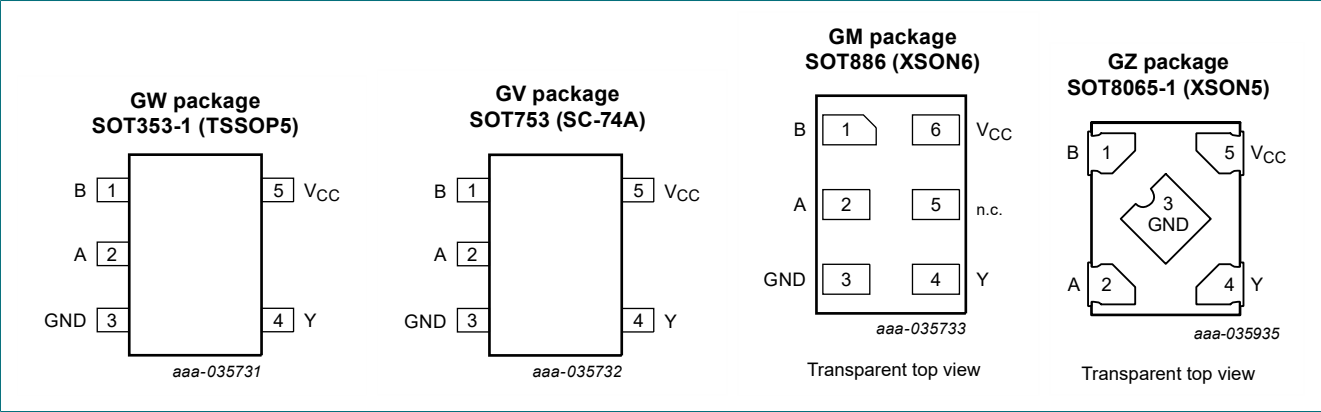 GW package
SOT353-1 (TSSOP5)
B 1
5 VCC
A 2
GND 3
4 Y
aaa-035731
GV package
SOT753 (SC-74A)
B 1
5 VCC
A 2
GND 3
4 Y
aaa-035732
GM package
SOT886 (XSON6)
B 1
6 VCC
A 2
5 n.c.
GND 3
4 Y
aaa-035733
Transparent top view
GZ package
SOT8065-1 (XSON5)
B 1
5 VCC
3
GND
A 2
4 Y
aaa-035935
Transparent top view